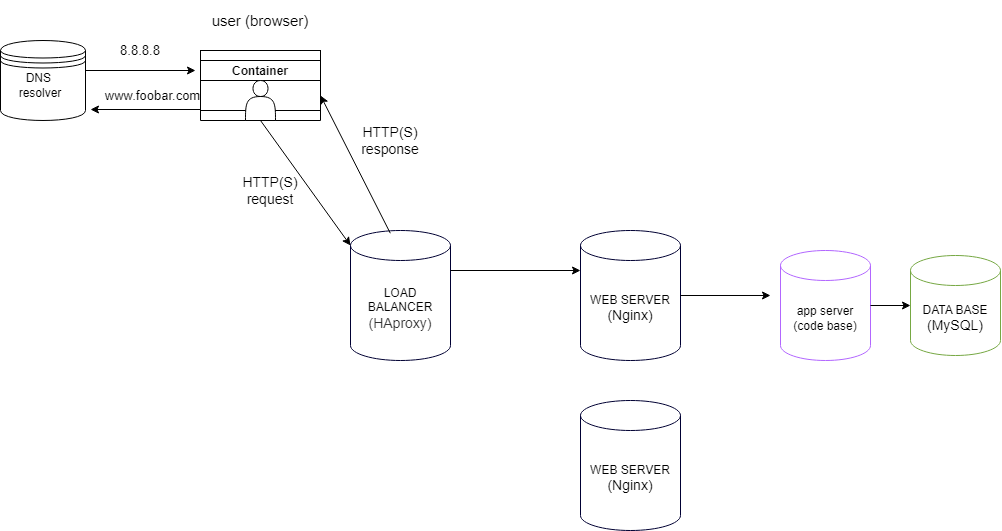 user (browser)
8.8.8.8
DNS
resolver
Container
www.foobar.com
HTTP(S)
response
HTTP(S)
request
LOAD
BALANCER
(HAproxy)
WEB SERVER
(Nginx)
app server
(code base)
DATA BASE
(MySQL)
WEB SERVER
(Nginx)